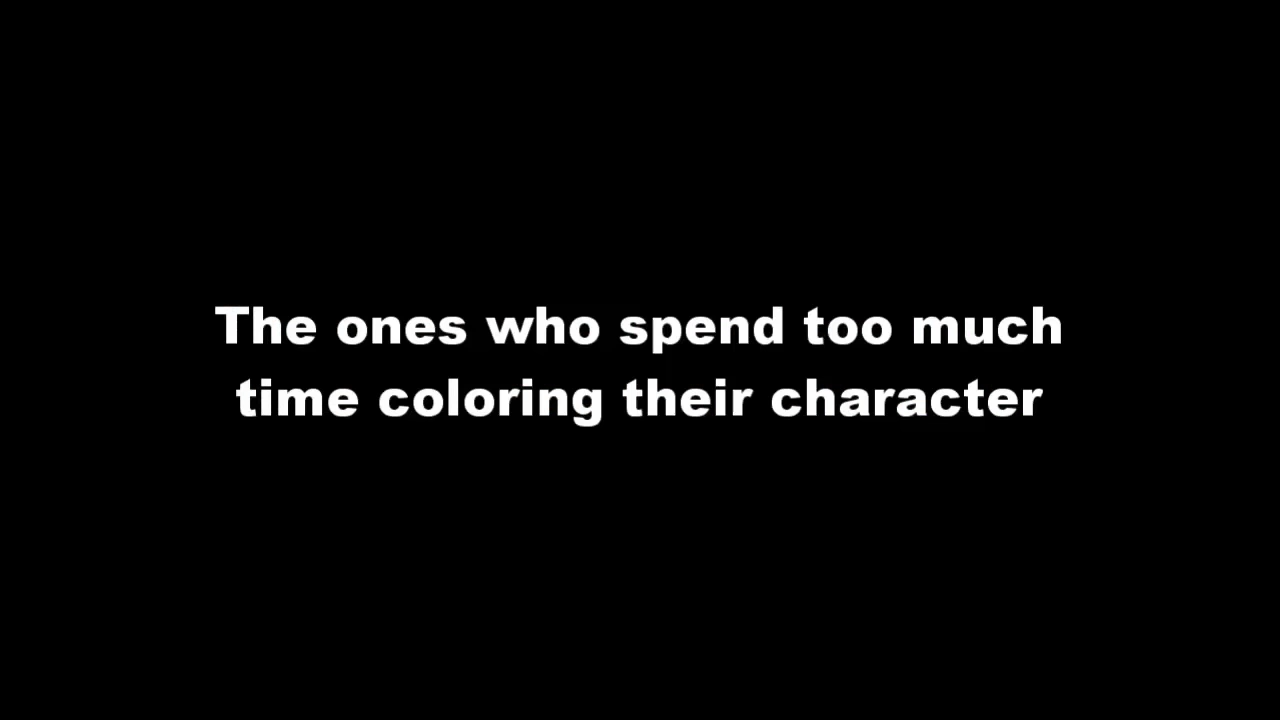 The ones who spend too much
time coloring their character